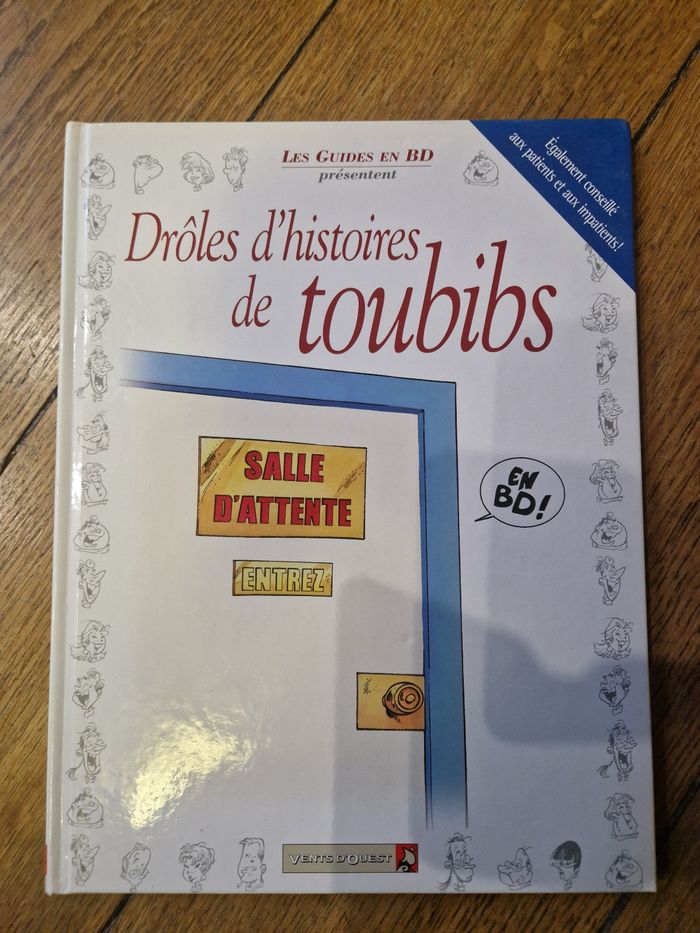 LES GUIDES EN BD
présentent
Également conseillé
aux patients et aux impatients!
Drôles d'histoires
de toubibs
SALLE
D'ATTENTE
ENTREZ
EN
BD!
VENTS D'OUEST